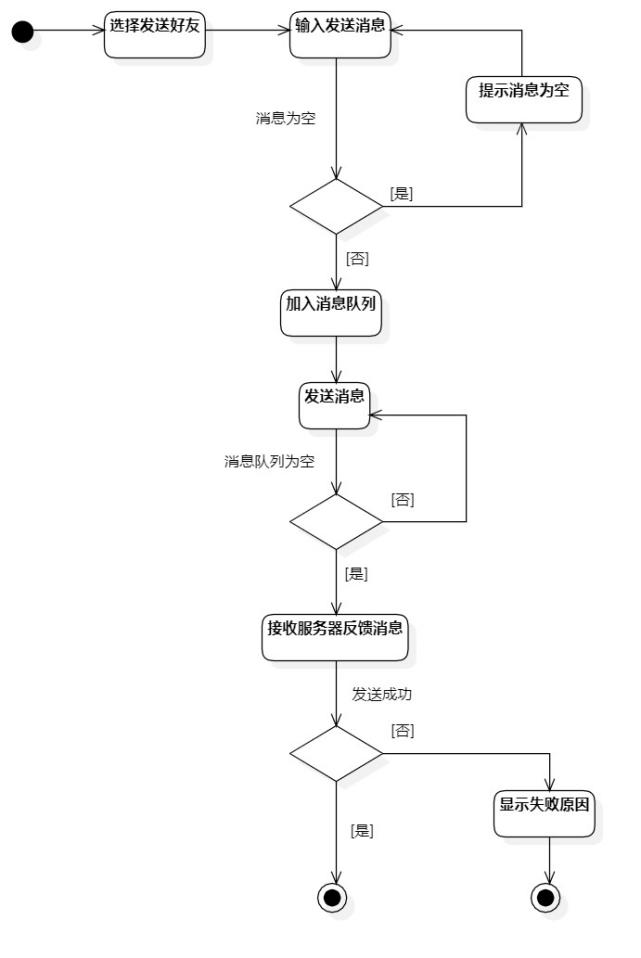 选择发送好友
输入发送消息
提示消息为空
消息为空
[是]
[否]
加入消息队列
发送消息
消息队列为空
[否]
[是]
接收服务器反馈消息
发送成功
[否]
显示失败原因
[是]